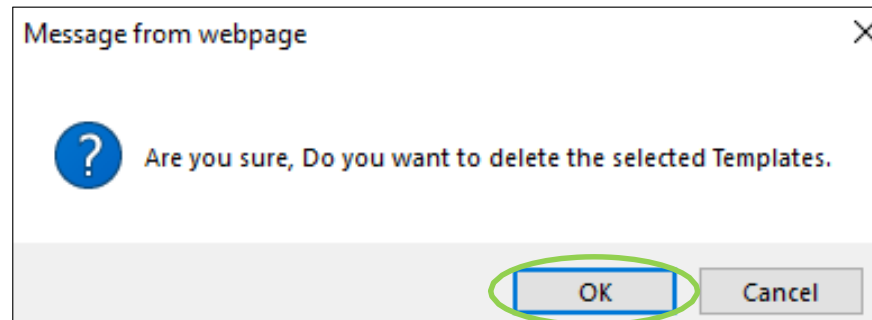 Message from webpage
Are you sure, Do you want to delete the selected Templates.
OK
Cancel